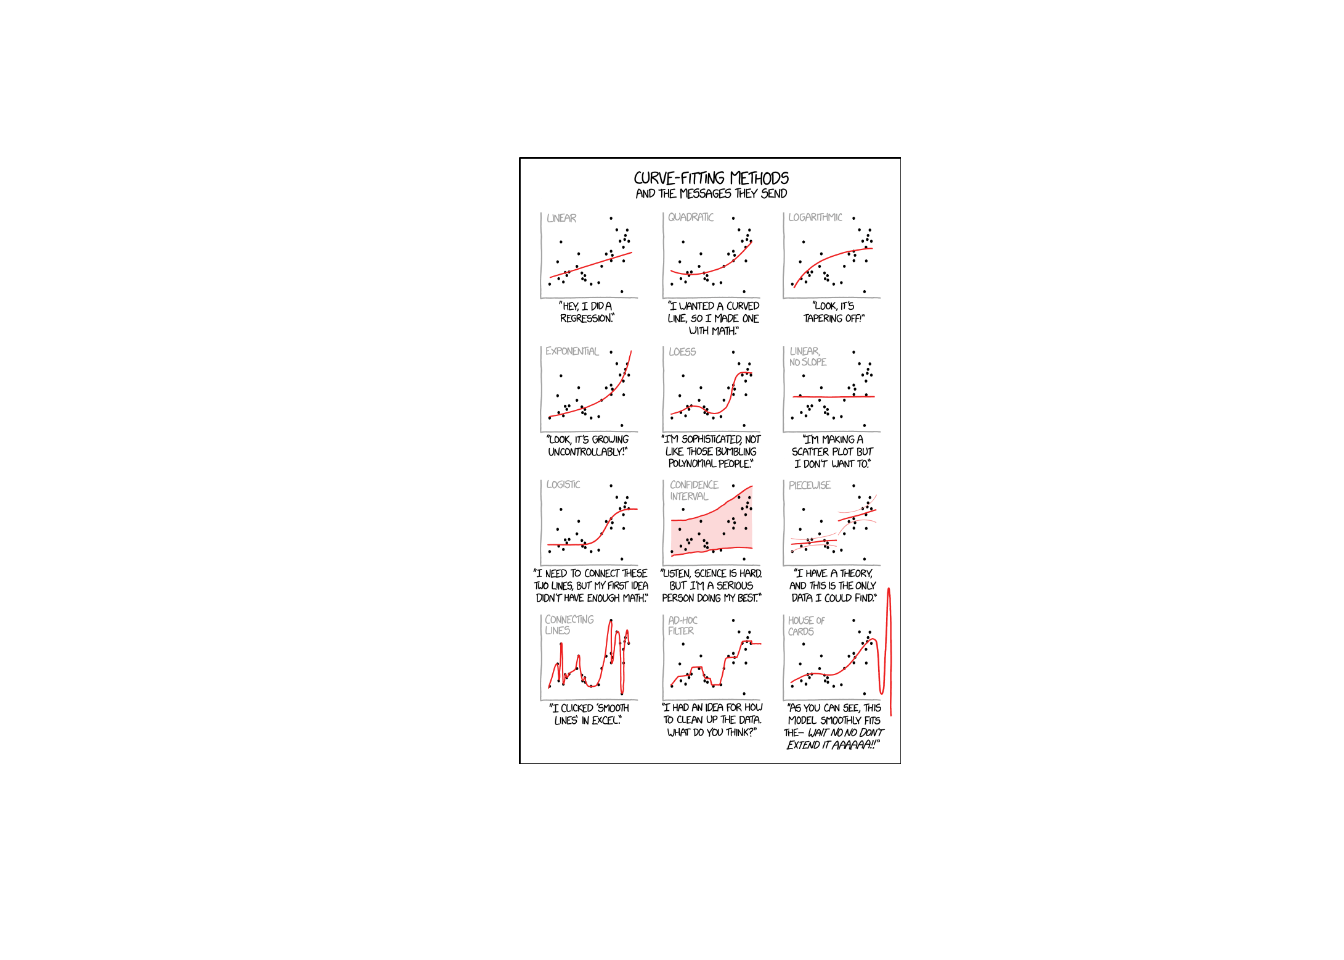 CURVE-FITTING METHODS
AND THE MESSAGES THEY SEND
LINEAR
"HEY, I DID A
REGRESSION."
QUADRATIC
"I WANTED A CURVED
LINE, SO I MADE ONE
WITH MATH."
LOGARITHMIC
"LOOK, IT'S
TAPERING OFF!"
EXPONENTIAL
"LOOK, IT'S GROWING
UNCONTROLLABLY!"
LOESS
"I'M SOPHISTICATED, NOT
LIKE THOSE BUMBLING
POLYNOMIAL PEOPLE."
LINEAR,
NO SLOPE
"I'M MAKING A
SCATTER PLOT BUT
I DON'T WANT TO."
LOGISTIC
"I NEED TO CONNECT THESE
TWO LINES, BUT MY FIRST IDEA
DIDN'T HAVE ENOUGH MATH."
CONFIDENCE
INTERVAL
"LISTEN, SCIENCE IS HARD.
BUT I'M A SERIOUS
PERSON DOING MY BEST."
PIECEWISE
"I HAVE A THEORY,
AND THIS IS THE ONLY
DATA I COULD FIND."
CONNECTING
LINES
"I CLICKED 'SMOOTH
LINES' IN EXCEL."
AD-HOC
FILTER
"I HAD AN IDEA FOR HOW
TO CLEAN UP THE DATA.
WHAT DO YOU THINK?"
HOUSE OF
CARDS
"AS YOU CAN SEE, THIS
MODEL SMOOTHLY FITS
THE- WAIT NO NO DON'T
EXTEND IT AAAAAA!!"